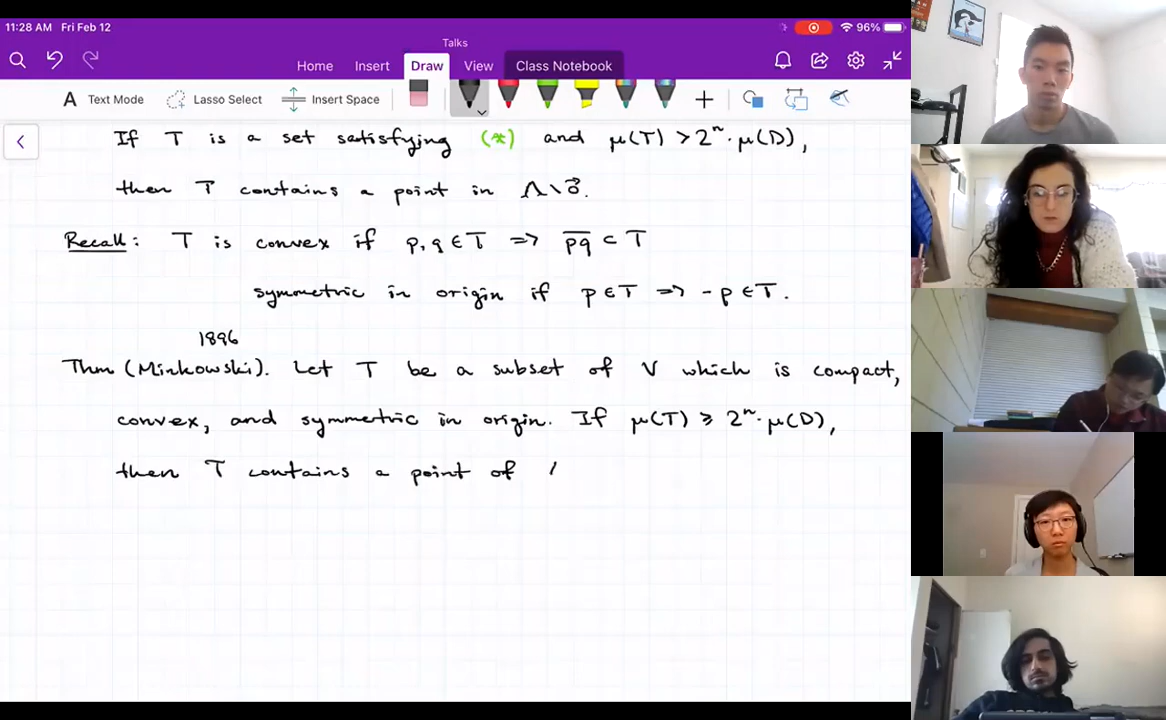 11:28 AM Fri Feb 12
96%
Talks
Home Insert Draw View Class Notebook
A Text Mode Lasso Select Insert Space
If T is a set satisfying (*) and μ(T) > 2ⁿ · μ(D),
then T contains a point in Λ \ 0⃗.
Recall: T is convex if p, q ∈ T => p̅q̅ ⊂ T
symmetric in origin if p ∈ T => -p ∈ T.
1896
Thm (Minkowski). Let T be a subset of V which is compact,
convex, and symmetric in origin. If μ(T) ≥ 2ⁿ · μ(D),
then T contains a point of